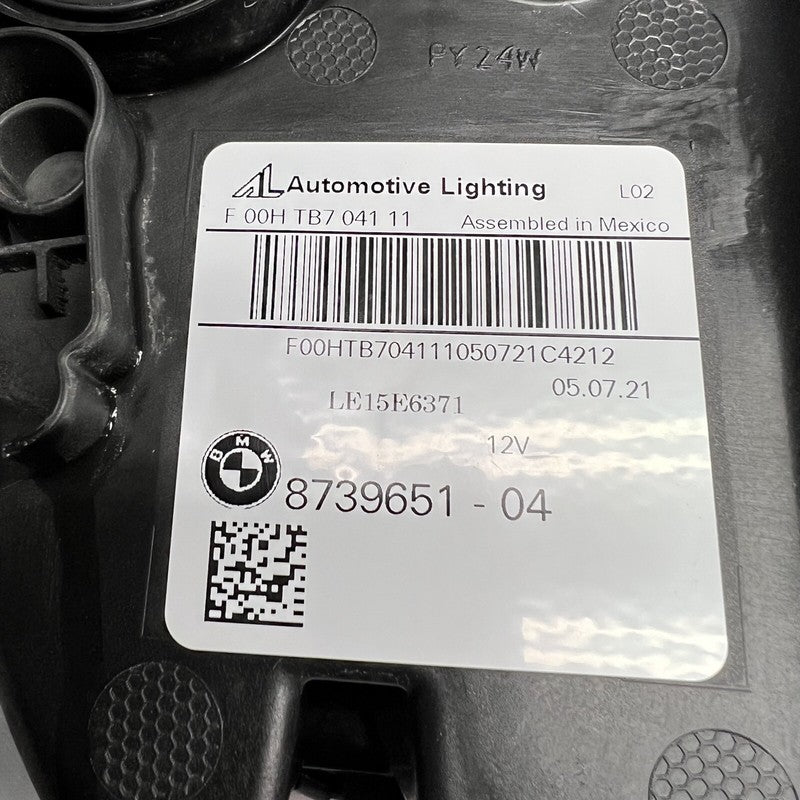 PY24W
AL Automotive Lighting L02
F 00H TB7 041 11 Assembled in Mexico
F00HTB704111050721C4212
05.07.21
LE15E6371
12V
BMW
8739651 - 04